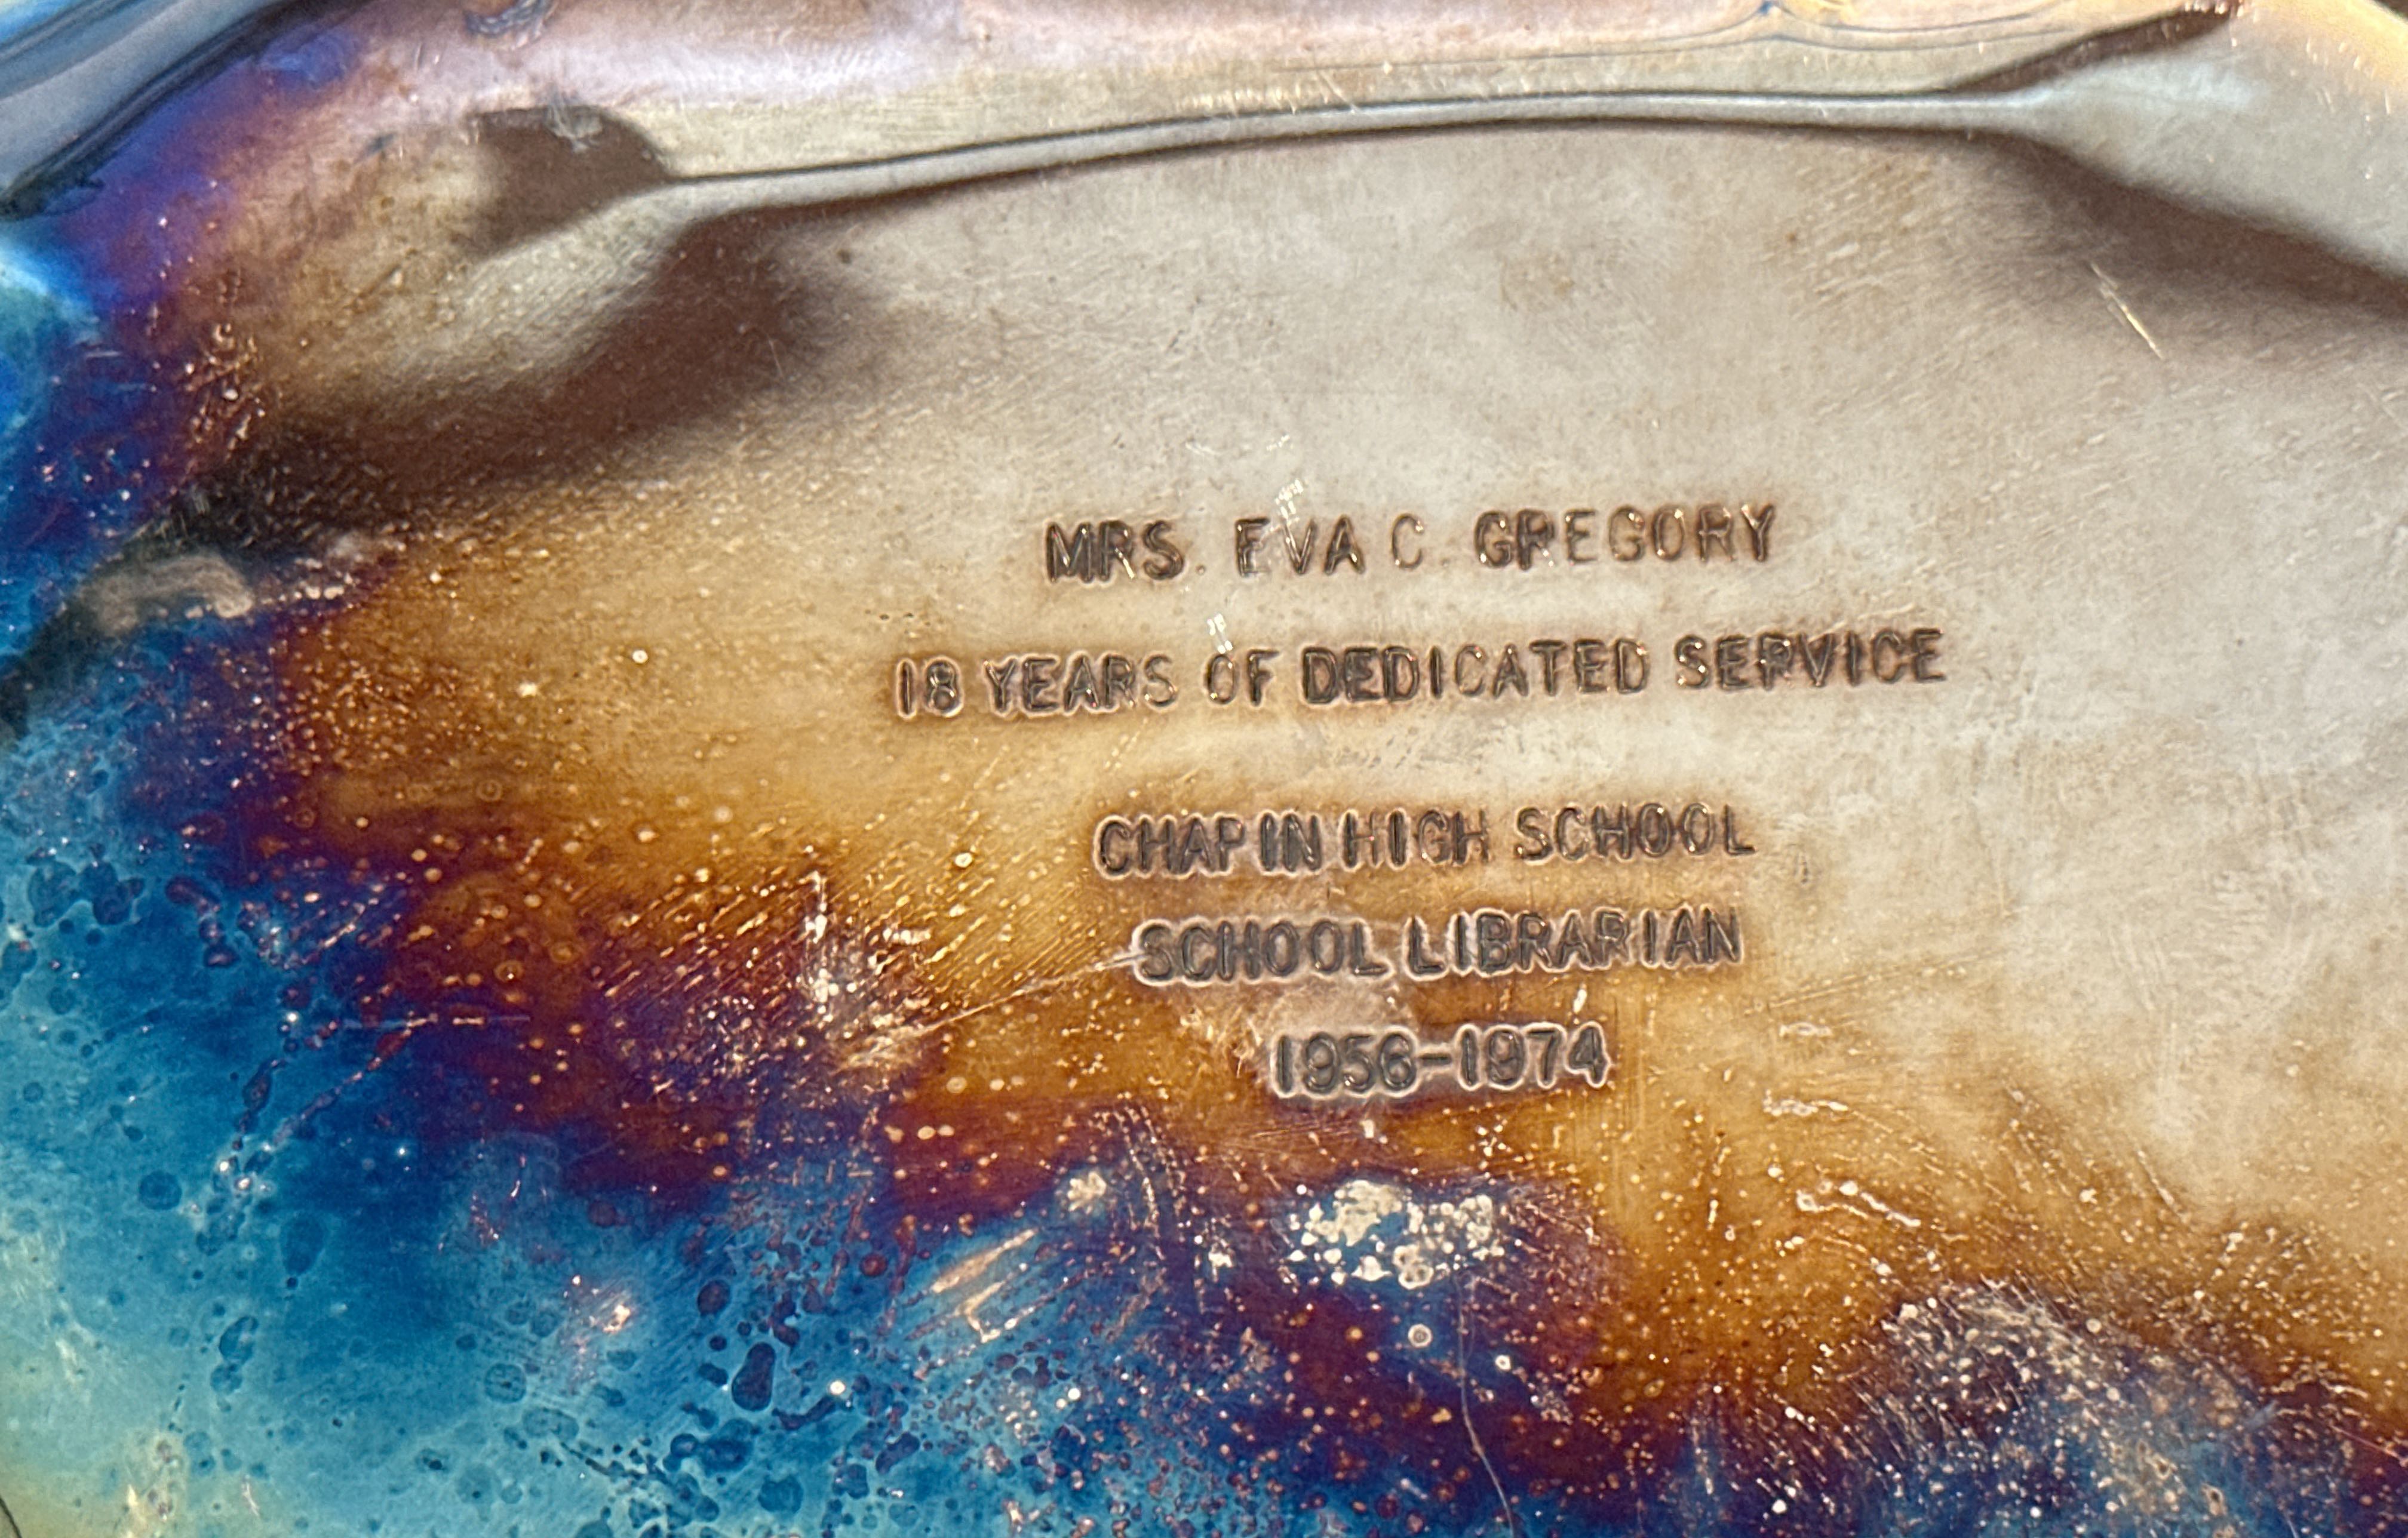 MRS. EVA C. GREGORY
18 YEARS OF DEDICATED SERVICE
CHAPIN HIGH SCHOOL
SCHOOL LIBRARIAN
1956-1974